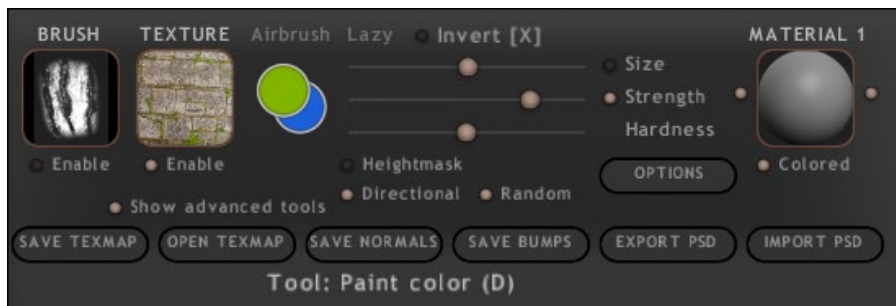 BRUSH TEXTURE Airbrush Lazy Invert [X] MATERIAL 1
Size
Strength
Hardness
Enable Enable Heightmask OPTIONS Colored
Directional Random
Show advanced tools
SAVE TEXMAP OPEN TEXMAP SAVE NORMALS SAVE BUMPS EXPORT PSD IMPORT PSD
Tool: Paint color (D)